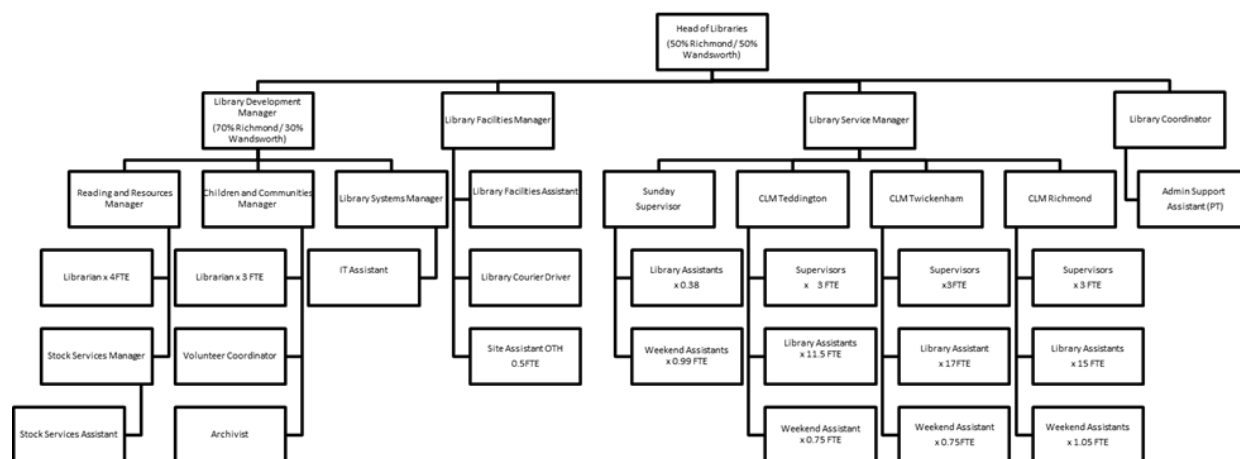 Head of Libraries
(50% Richmond / 50%
Wandsworth)
Library Development
Manager
(70% Richmond / 30%
Wandsworth)
Library Facilities Manager
Library Service Manager
Library Coordinator
Reading and Resources
Manager
Children and Communities
Manager
Library Systems Manager
Library Facilities Assistant
Sunday
Supervisor
CLM Teddington
CLM Twickenham
CLM Richmond
Admin Support
Assistant (PT)
Librarian x 4FTE
Librarian x 3 FTE
IT Assistant
Library Courier Driver
Library Assistants
x 0.38
Supervisors
x 3 FTE
Supervisors
x3FTE
Supervisors
x 3 FTE
Stock Services Manager
Volunteer Coordinator
Site Assistant OTH
0.5FTE
Weekend Assistants
x 0.99 FTE
Library Assistants
x 11.5 FTE
Library Assistant
x 17FTE
Library Assistants
x 15 FTE
Stock Services Assistant
Archivist
Weekend Assistant
x 0.75 FTE
Weekend Assistant
x 0.75FTE
Weekend Assistants
x 1.05 FTE